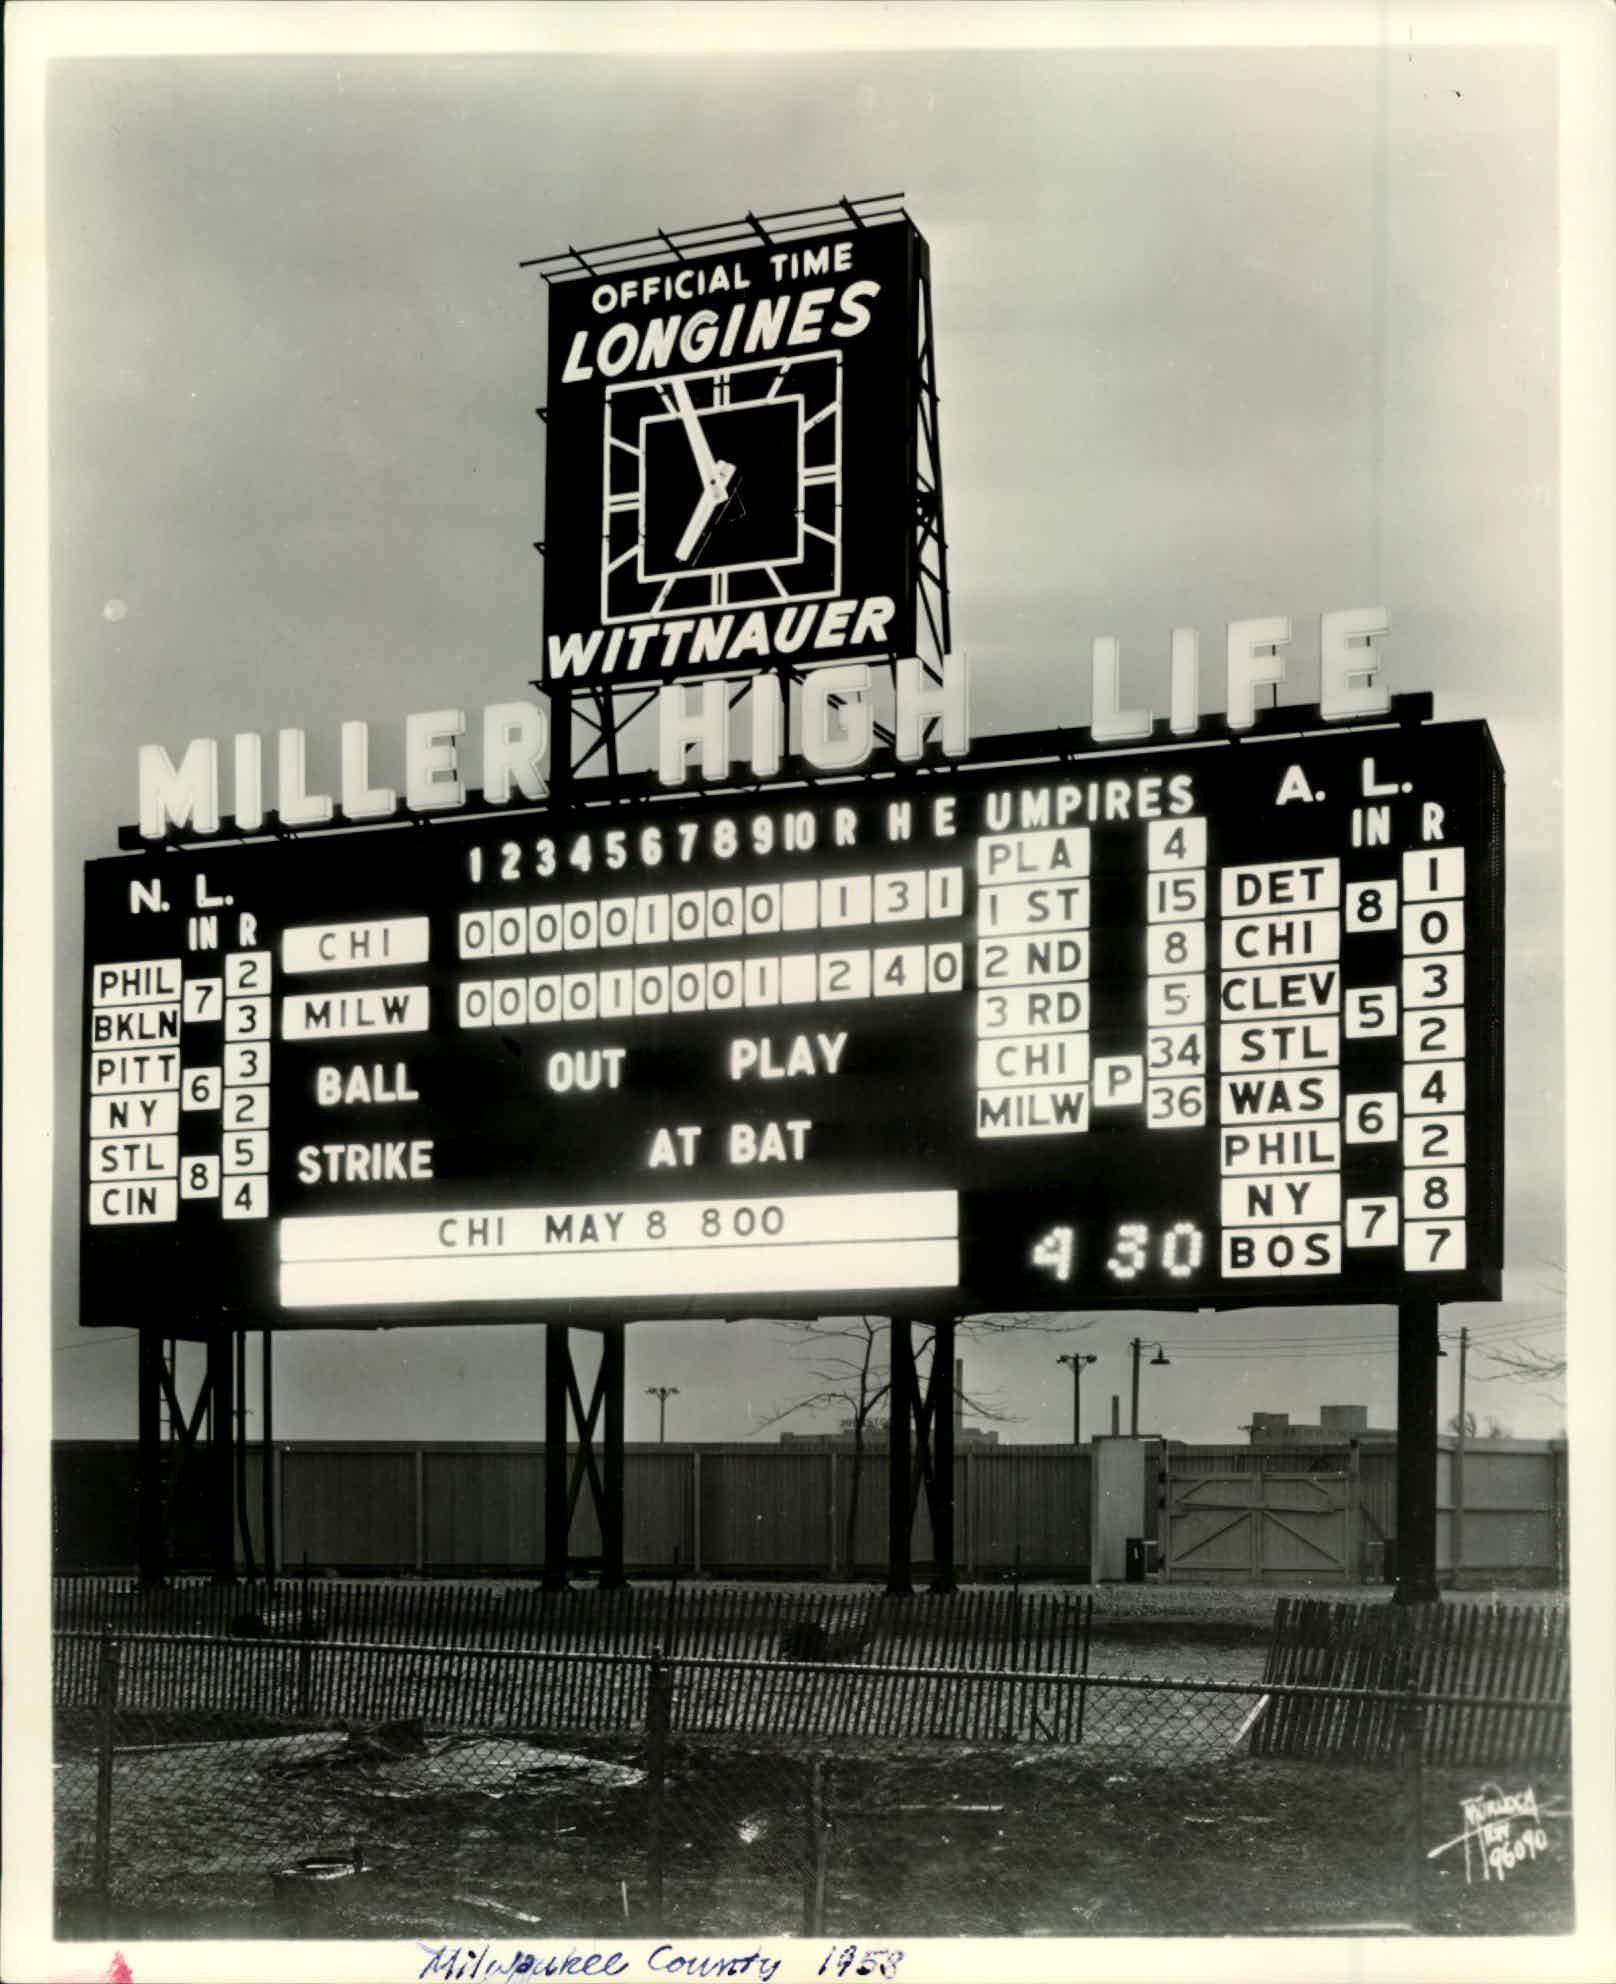 OFFICIAL TIME
LONGINES
WITTNAUER
MILLER HIGH LIFE
N. L.
IN R
PHIL 7 2
BKLN 3
PITT 6 3
NY 2
STL 8 5
CIN 4
1 2 3 4 5 6 7 8 9 10 R H E
CHI 0 0 0 0 0 1 0 0 0 1 3 1
MILW 0 0 0 0 1 0 0 0 1 2 4 0
BALL OUT PLAY
STRIKE AT BAT
CHI MAY 8 800
UMPIRES
PLA 4
1 ST 15
2 ND 8
3 RD 5
CHI P 34
MILW 36
4 30
A. L.
IN R
DET 8 1
CHI 0
CLEV 5 3
STL 2
WAS 6 4
PHIL 2
NY 7 8
BOS 7
96090
Milwaukee County 1953